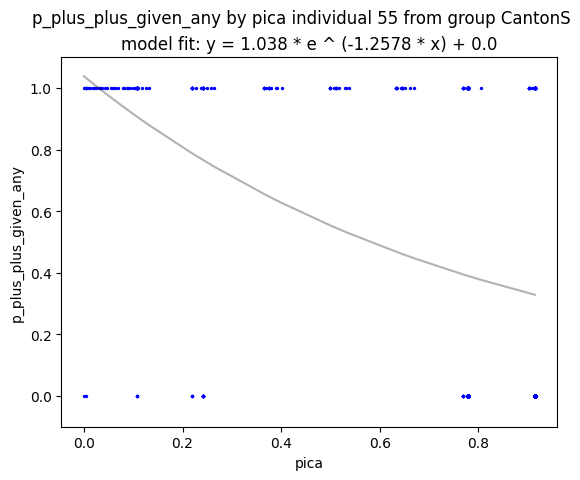 p_plus_plus_given_any by pica individual 55 from group CantonS
model fit: y = 1.038 * e ^ (-1.2578 * x) + 0.0
p_plus_plus_given_any
1.0
0.8
0.6
0.4
0.2
0.0
0.0 0.2 0.4 0.6 0.8
pica